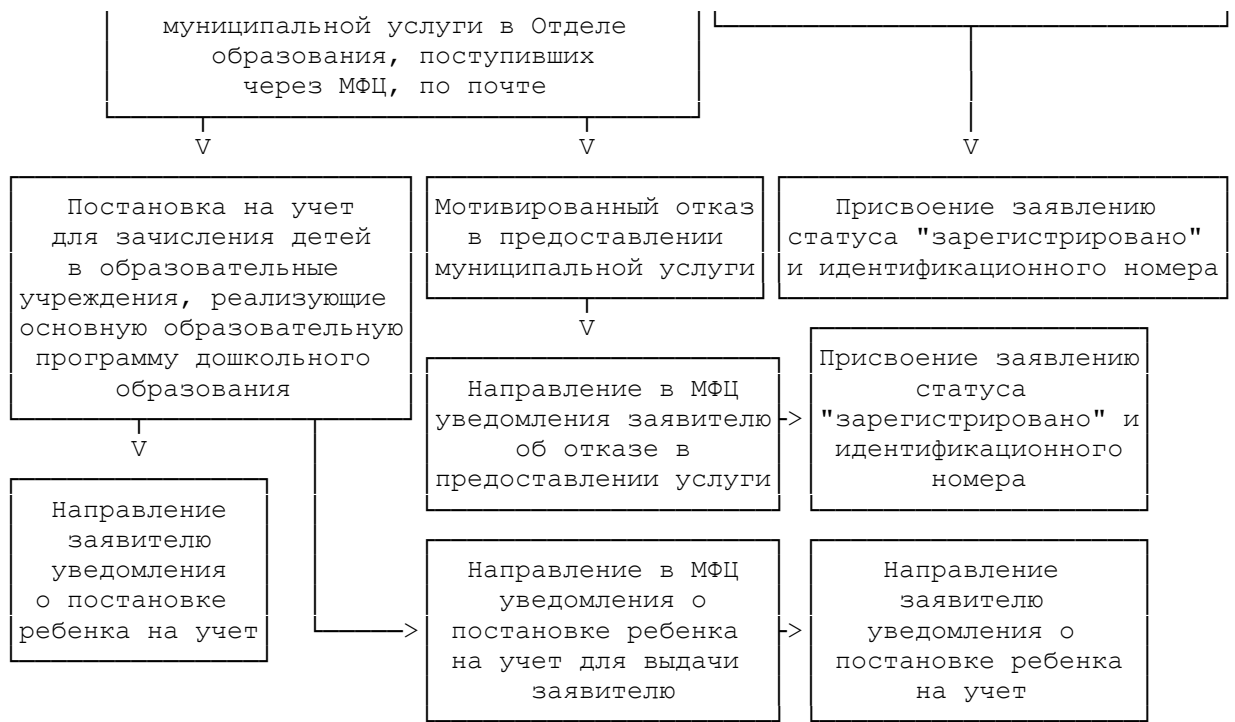 муниципальной услуги в Отделе
образования, поступивших
через МФЦ, по почте
V
V
V
Постановка на учет
для зачисления детей
в образовательные
учреждения, реализующие
основную образовательную
программу дошкольного
образования
Мотивированный отказ
в предоставлении
муниципальной услуги
Присвоение заявлению
статуса "зарегистрировано"
и идентификационного номера
V
V
Направление в МФЦ
уведомления заявителю
об отказе в
предоставлении услуги
->
Присвоение заявлению
статуса
"зарегистрировано" и
идентификационного
номера
Направление
заявителю
уведомления
о постановке
ребенка на учет
>
Направление в МФЦ
уведомления о
постановке ребенка
на учет для выдачи
заявителю
->
Направление
заявителю
уведомления о
постановке ребенка
на учет